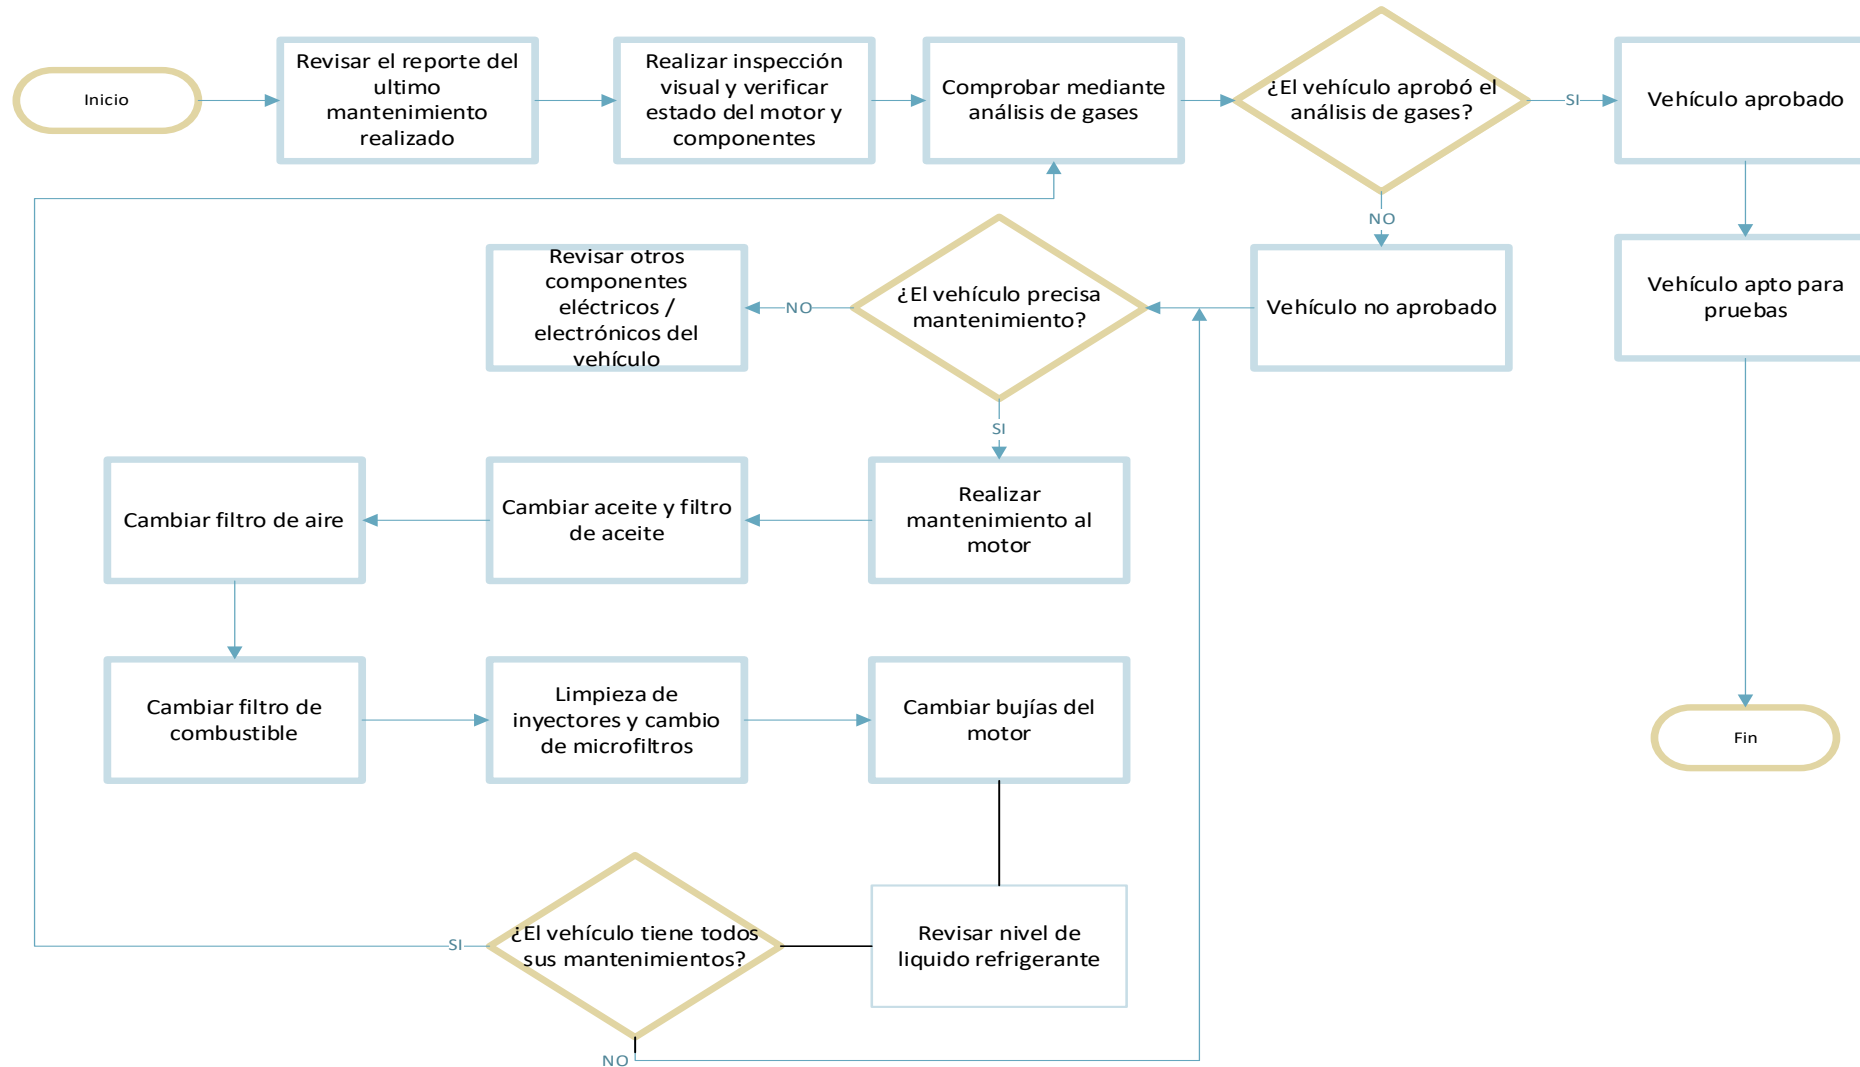 Inicio
Revisar el reporte del
ultimo
mantenimiento
realizado
Realizar inspección
visual y verificar
estado del motor y
componentes
Comprobar mediante
análisis de gases
¿El vehículo aprobó el
análisis de gases?
SI
Vehículo aprobado
NO
Revisar otros
componentes
eléctricos /
electrónicos del
vehículo
NO
¿El vehículo precisa
mantenimiento?
Vehículo no aprobado
Vehículo apto para
pruebas
SI
Cambiar filtro de aire
Cambiar aceite y filtro
de aceite
Realizar
mantenimiento al
motor
Cambiar filtro de
combustible
Limpieza de
inyectores y cambio
de microfiltros
Cambiar bujías del
motor
Fin
SI
¿El vehículo tiene todos
sus mantenimientos?
Revisar nivel de
liquido refrigerante
NO